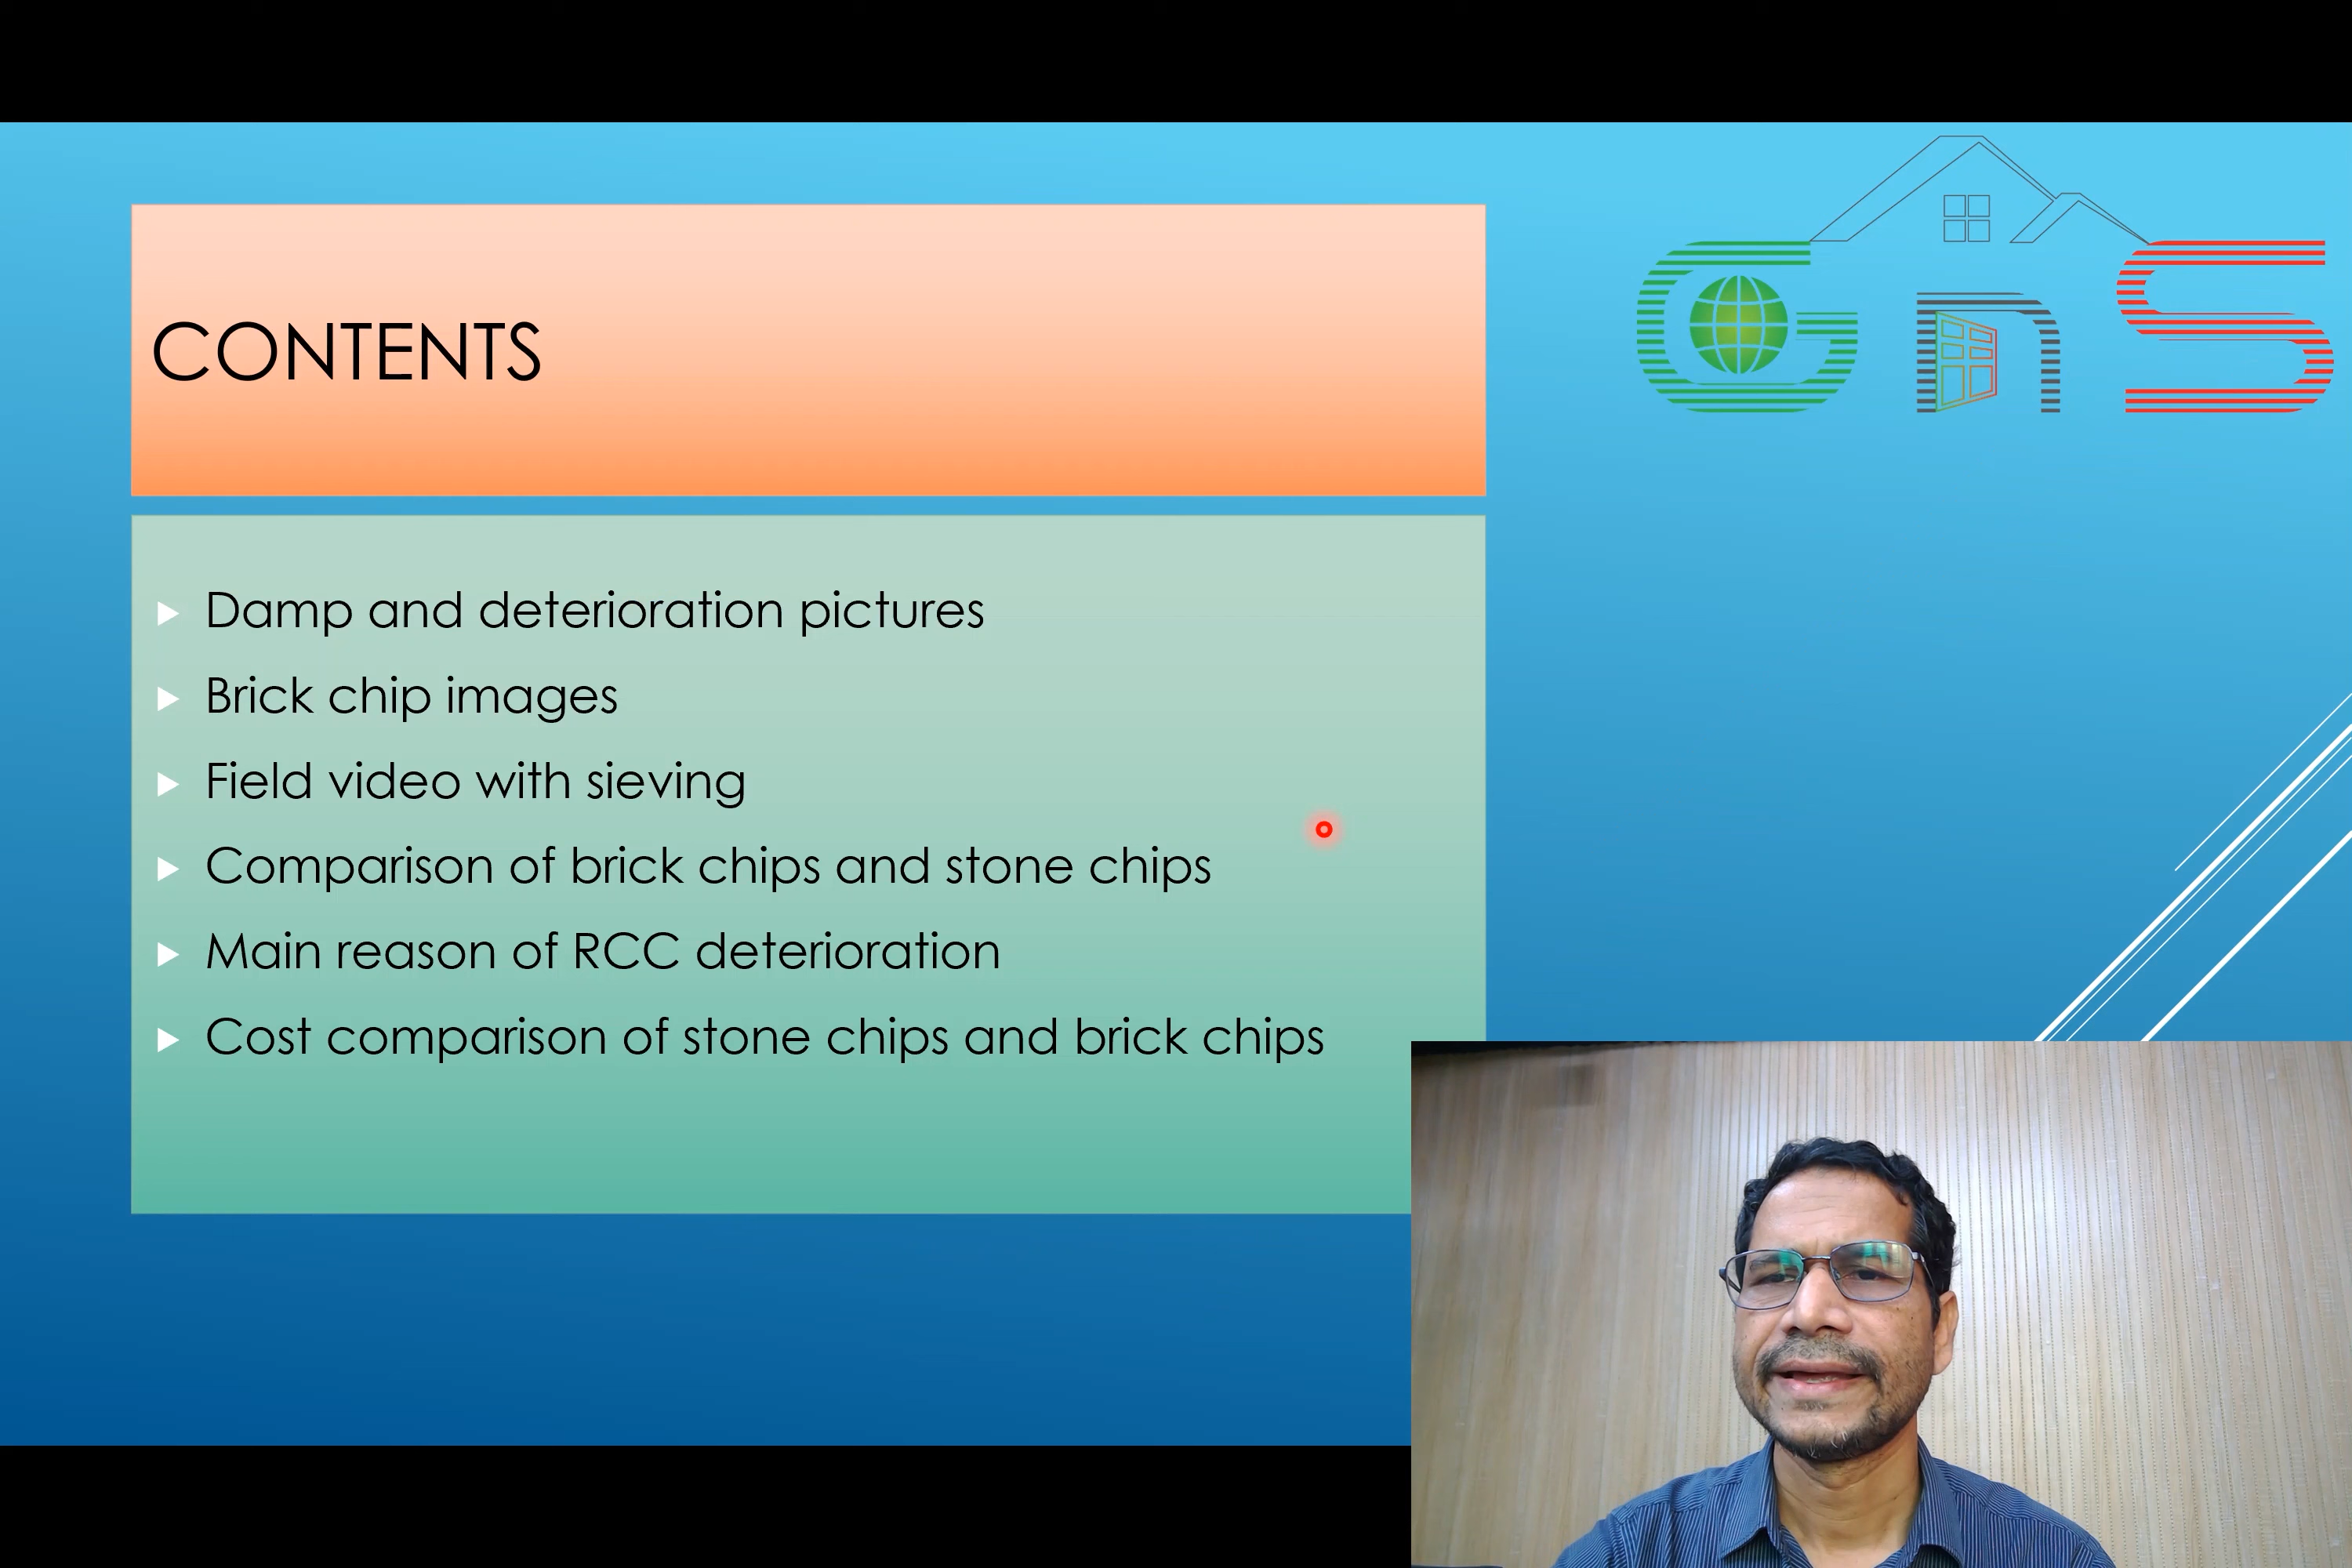 GnS
CONTENTS
Damp and deterioration pictures
Brick chip images
Field video with sieving
Comparison of brick chips and stone chips
Main reason of RCC deterioration
Cost comparison of stone chips and brick chips